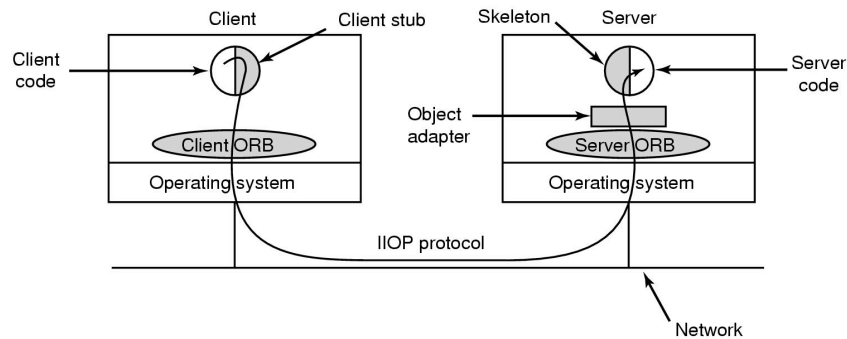 Client
Client stub
Skeleton
Server
Client
code
Server
code
Object
adapter
Client ORB
Server ORB
Operating system
Operating system
IIOP protocol
Network